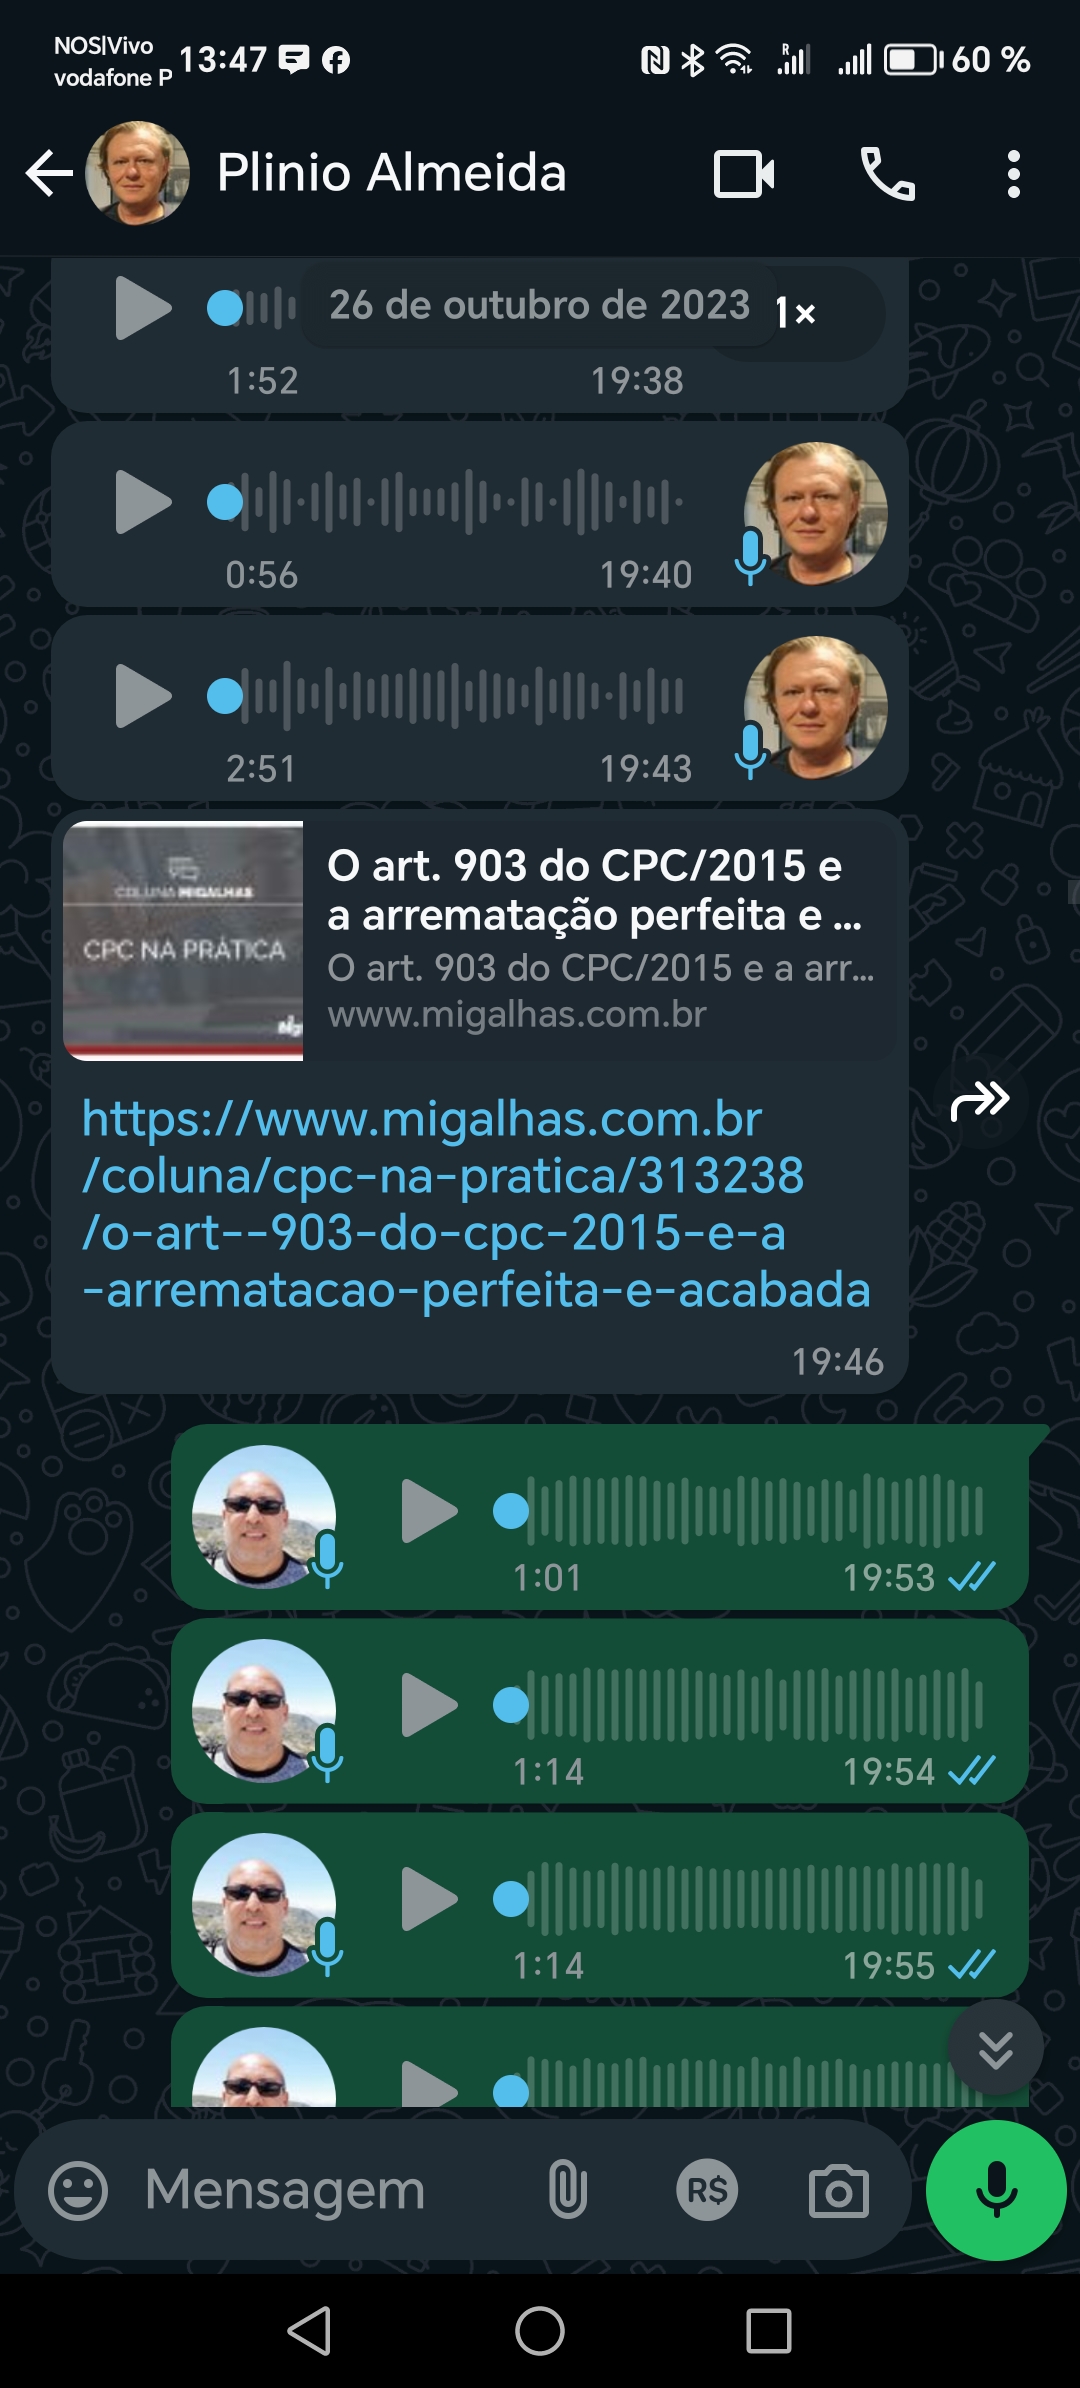 NOS|Vivo
vodafone P
13:47
60 %
Plinio Almeida
26 de outubro de 2023
1×
1:52
19:38
0:56
19:40
2:51
19:43
COLUNA MIGALHAS
CPC NA PRÁTICA
O art. 903 do CPC/2015 e
a arrematação perfeita e ...
O art. 903 do CPC/2015 e a arr...
www.migalhas.com.br
https://www.migalhas.com.br
/coluna/cpc-na-pratica/313238
/o-art--903-do-cpc-2015-e-a
-arrematacao-perfeita-e-acabada
19:46
1:01
19:53
1:14
19:54
1:14
19:55
Mensagem
R$